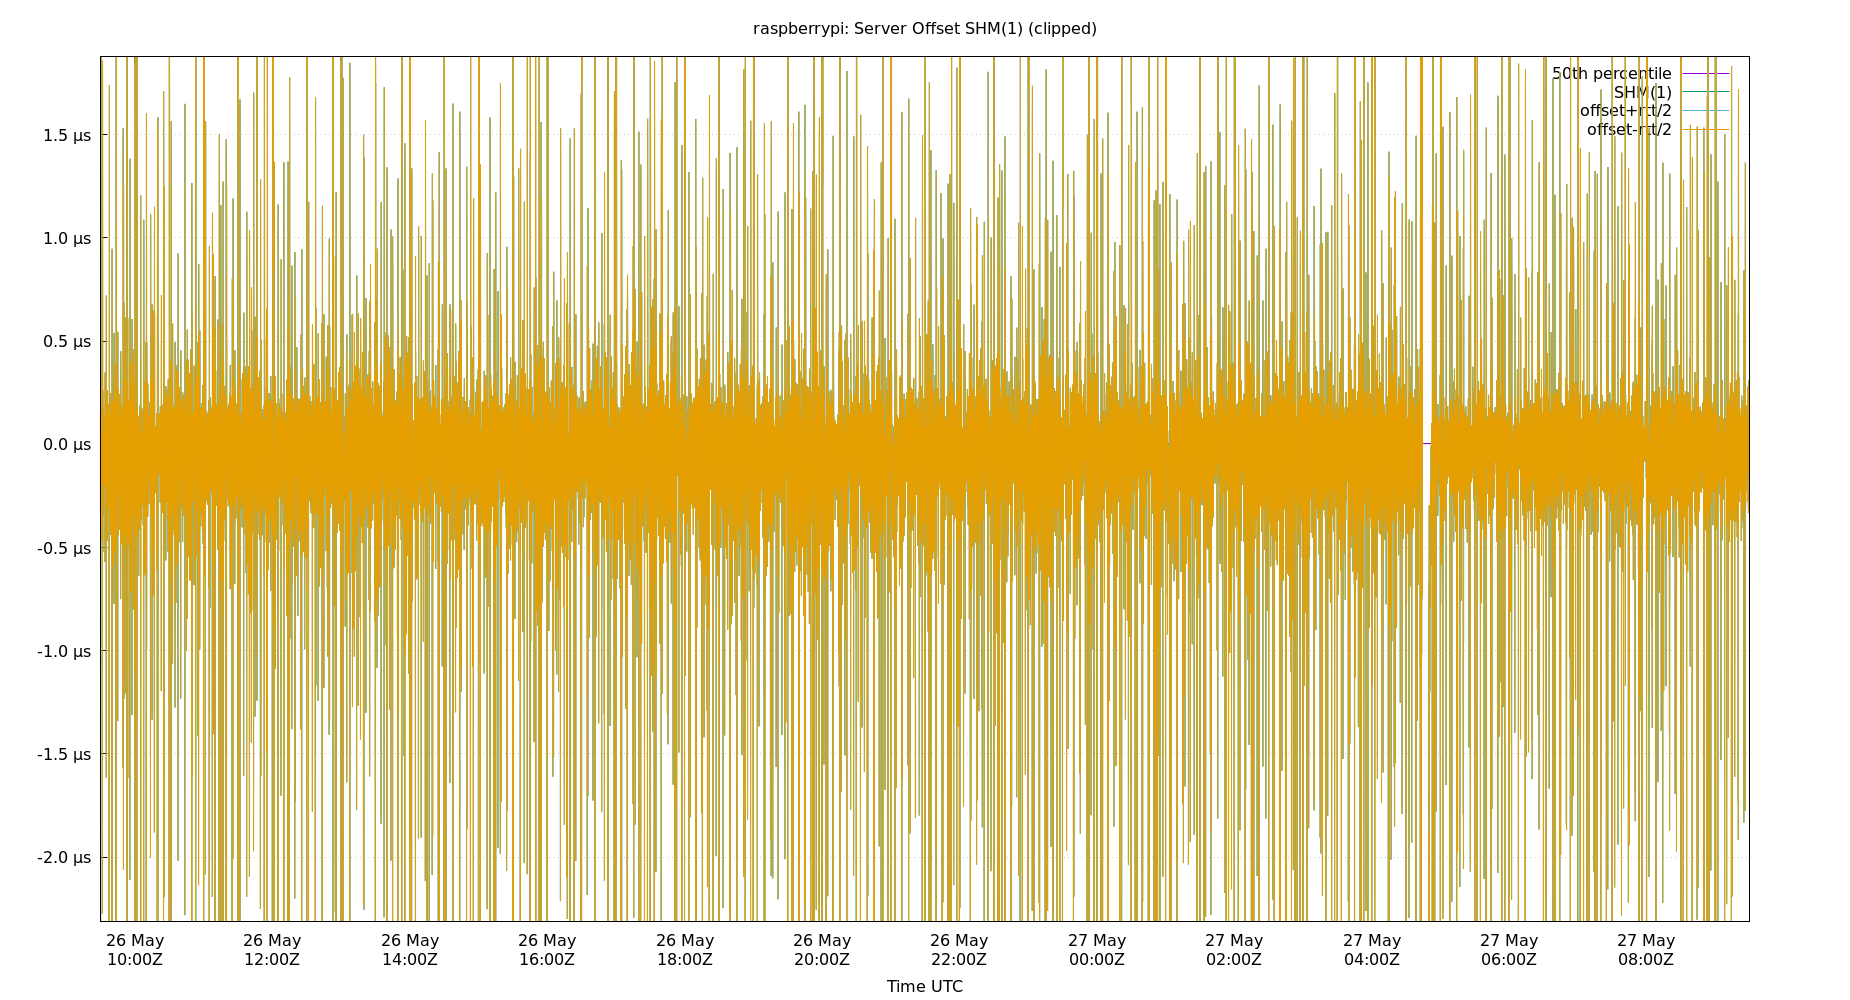 raspberrypi: Server Offset SHM(1) (clipped)
50th percentile
SHM(1)
offset+rtt/2
offset-rtt/2
1.5 µs
1.0 µs
0.5 µs
0.0 µs
-0.5 µs
-1.0 µs
-1.5 µs
-2.0 µs
26 May 26 May 26 May 26 May 26 May 26 May 26 May 27 May 27 May 27 May 27 May 27 May
10:00Z 12:00Z 14:00Z 16:00Z 18:00Z 20:00Z 22:00Z 00:00Z 02:00Z 04:00Z 06:00Z 08:00Z
Time UTC